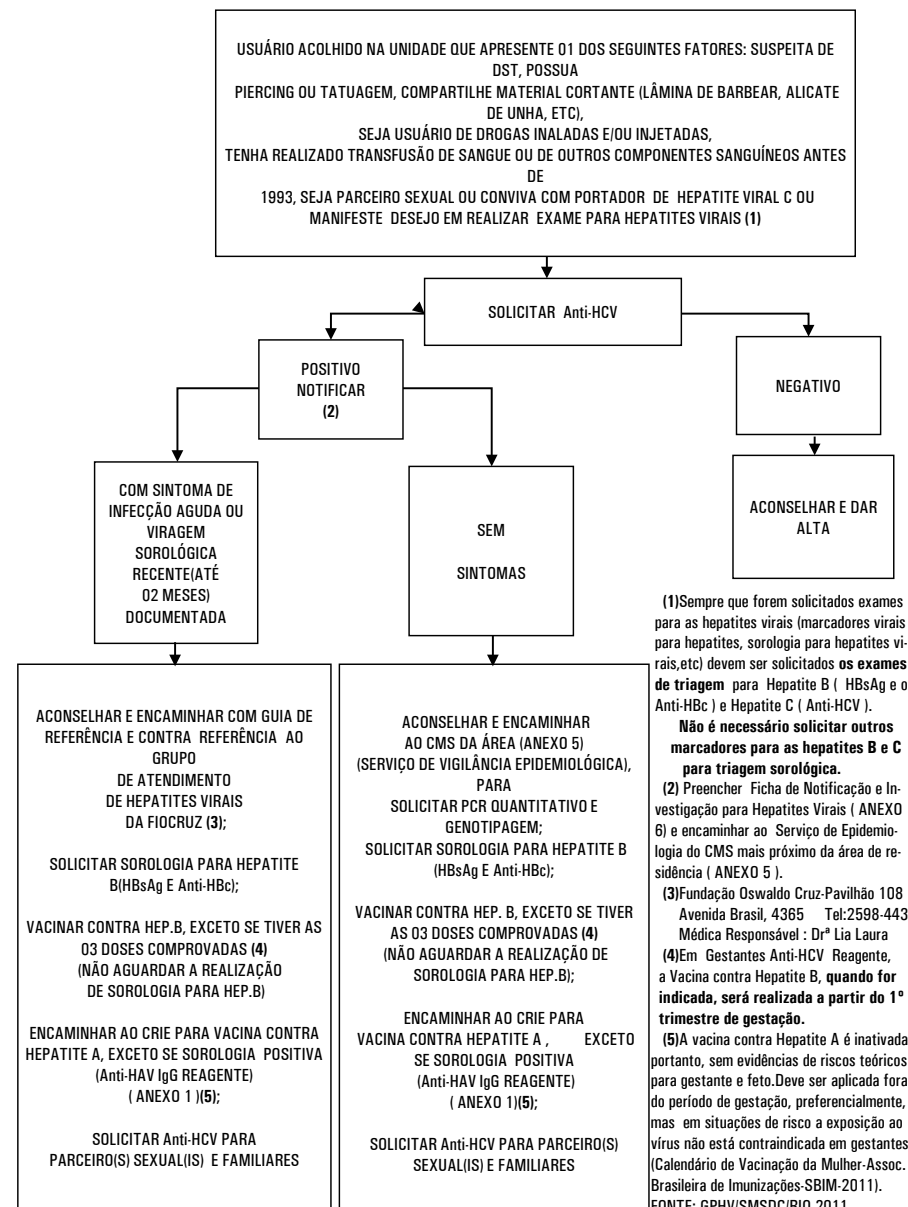 USUÁRIO ACOLHIDO NA UNIDADE QUE APRESENTE 01 DOS SEGUINTES FATORES: SUSPEITA DE
DST, POSSUA
PIERCING OU TATUAGEM, COMPARTILHE MATERIAL CORTANTE (LÂMINA DE BARBEAR, ALICATE
DE UNHA, ETC),
SEJA USUÁRIO DE DROGAS INALADAS E/OU INJETADAS,
TENHA REALIZADO TRANSFUSÃO DE SANGUE OU DE OUTROS COMPONENTES SANGUÍNEOS ANTES
DE
1993, SEJA PARCEIRO SEXUAL OU CONVIVA COM PORTADOR DE HEPATITE VIRAL C OU
MANIFESTE DESEJO EM REALIZAR EXAME PARA HEPATITES VIRAIS (1)
SOLICITAR Anti-HCV
POSITIVO
NOTIFICAR
(2)
NEGATIVO
COM SINTOMA DE
INFECÇÃO AGUDA OU
VIRAGEM
SOROLÓGICA
RECENTE(ATÉ
02 MESES)
DOCUMENTADA
SEM
SINTOMAS
ACONSELHAR E DAR
ALTA
ACONSELHAR E ENCAMINHAR COM GUIA DE
REFERÊNCIA E CONTRA REFERÊNCIA AO
GRUPO
DE ATENDIMENTO
DE HEPATITES VIRAIS
DA FIOCRUZ (3);
SOLICITAR SOROLOGIA PARA HEPATITE
B(HBsAg E Anti-HBc);
VACINAR CONTRA HEP.B, EXCETO SE TIVER AS
03 DOSES COMPROVADAS (4)
(NÃO AGUARDAR A REALIZAÇÃO
DE SOROLOGIA PARA HEP.B)
ENCAMINHAR AO CRIE PARA VACINA CONTRA
HEPATITE A, EXCETO SE SOROLOGIA POSITIVA
(Anti-HAV IgG REAGENTE)
( ANEXO 1 )(5);
SOLICITAR Anti-HCV PARA
PARCEIRO(S) SEXUAL(IS) E FAMILIARES
ACONSELHAR E ENCAMINHAR
AO CMS DA ÁREA (ANEXO 5)
(SERVIÇO DE VIGILÂNCIA EPIDEMIOLÓGICA),
PARA
SOLICITAR PCR QUANTITATIVO E
GENOTIPAGEM;
SOLICITAR SOROLOGIA PARA HEPATITE B
(HBsAg E Anti-HBc);
VACINAR CONTRA HEP. B, EXCETO SE TIVER
AS 03 DOSES COMPROVADAS (4)
(NÃO AGUARDAR A REALIZAÇÃO DE
SOROLOGIA PARA HEP.B);
ENCAMINHAR AO CRIE PARA
VACINA CONTRA HEPATITE A , EXCETO
SE SOROLOGIA POSITIVA
(Anti-HAV IgG REAGENTE)
( ANEXO 1)(5);
SOLICITAR Anti-HCV PARA PARCEIRO(S)
SEXUAL(IS) E FAMILIARES
(1)Sempre que forem solicitados exames
para as hepatites virais (marcadores virais
para hepatites, sorologia para hepatites vi-
rais,etc) devem ser solicitados os exames
de triagem para Hepatite B ( HBsAg e o
Anti-HBc ) e Hepatite C ( Anti-HCV ).
Não é necessário solicitar outros
marcadores para as hepatites B e C
para triagem sorológica.
(2) Preencher Ficha de Notificação e In-
vestigação para Hepatites Virais ( ANEXO
6) e encaminhar ao Serviço de Epidemio-
logia do CMS mais próximo da área de re-
sidência ( ANEXO 5 ).
(3)Fundação Oswaldo Cruz-Pavilhão 108
Avenida Brasil, 4365 Tel:2598-443
Médica Responsável : Drª Lia Laura
(4)Em Gestantes Anti-HCV Reagente,
a Vacina contra Hepatite B, quando for
indicada, será realizada a partir do 1º
trimestre de gestação.
(5)A vacina contra Hepatite A é inativada
portanto, sem evidências de riscos teóricos
para gestante e feto.Deve ser aplicada fora
do período de gestação, preferencialmente,
mas em situações de risco a exposição ao
vírus não está contraindicada em gestantes
(Calendário de Vacinação da Mulher-Assoc.
Brasileira de Imunizações-SBIM-2011).
FONTE: GPHV/SMSDC/RIO 2011